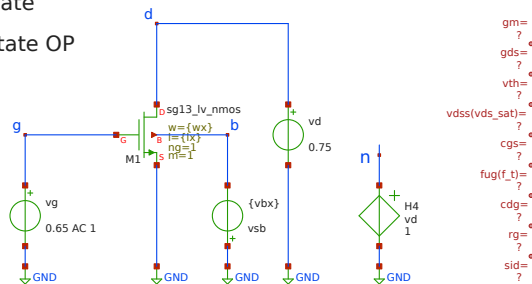 ate
tate OP
d
sg13_lv_nmos
D
w={wx}
l={lx}
ng=1
m=1
G
B
S
M1
g
b
vg
0.65 AC 1
{vbx}
vsb
vd
0.75
n
H4
vd
1
GND
GND
GND
GND
GND
gm=
?
gds=
?
vth=
?
vdss(vds_sat)=
?
cgs=
?
fug(f_t)=
?
cdg=
?
rg=
?
sid=
?